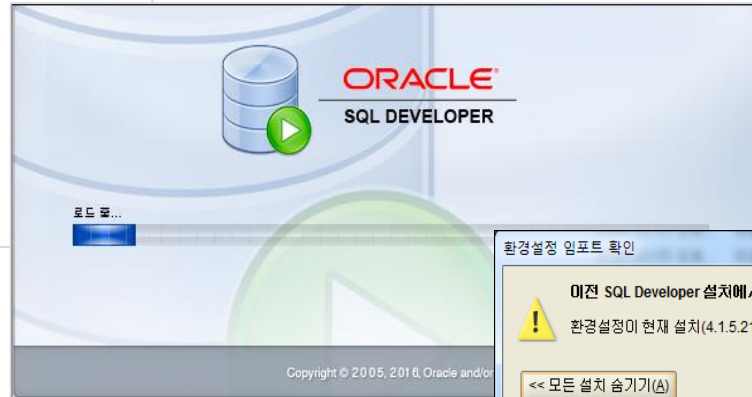 ORACLE
SQL DEVELOPER
로드 중...
환경설정 임포트 확인
이전 SQL Developer 설치에
환경설정이 현재 설치(4.1.5.21
Copyright © 2005, 2016, Oracle and/or
<< 모든 설치 숨기기(A)